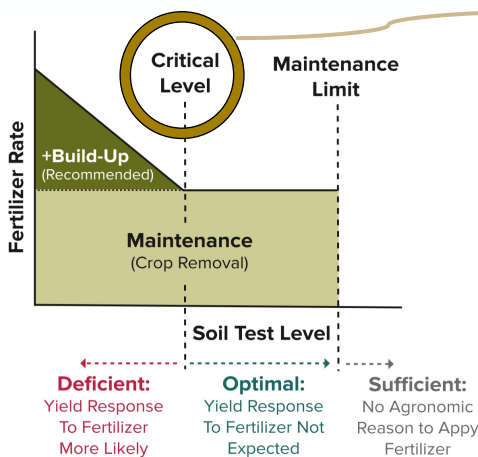 Critical
Level
Maintenance
Limit
Fertilizer Rate
+Build-Up
(Recommended)
Maintenance
(Crop Removal)
Soil Test Level
Deficient:
Yield Response
To Fertilizer
More Likely
Optimal:
Yield Response
To Fertilizer Not
Expected
Sufficient:
No Agronomic
Reason to Appy
Fertilizer